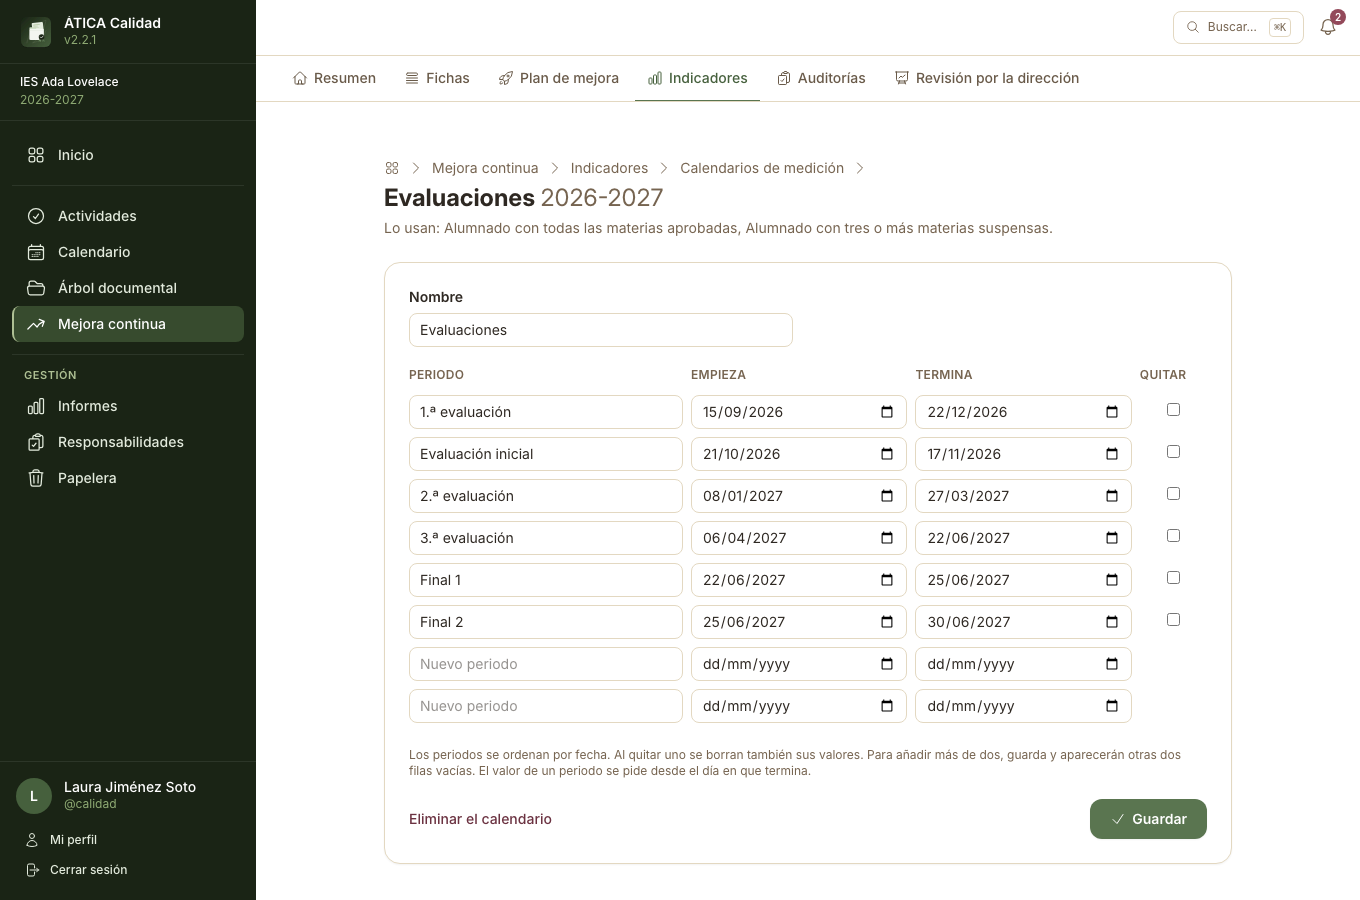 ÁTICA Calidad
v2.2.1
IES Ada Lovelace
2026-2027
Inicio
Actividades
Calendario
Árbol documental
Mejora continua
GESTIÓN
Informes
Responsabilidades
Papelera
Laura Jiménez Soto
L
@calidad
Mi perfil
Cerrar sesión
Buscar... ⌘K
2
Resumen Fichas Plan de mejora Indicadores Auditorías Revisión por la dirección
Mejora continua Indicadores Calendarios de medición
Evaluaciones 2026-2027
Lo usan: Alumnado con todas las materias aprobadas, Alumnado con tres o más materias suspensas.
Nombre
Evaluaciones
PERIODO EMPIEZA TERMINA QUITAR
1.ª evaluación 15/09/2026 22/12/2026
Evaluación inicial 21/10/2026 17/11/2026
2.ª evaluación 08/01/2027 27/03/2027
3.ª evaluación 06/04/2027 22/06/2027
Final 1 22/06/2027 25/06/2027
Final 2 25/06/2027 30/06/2027
Nuevo periodo dd/mm/yyyy dd/mm/yyyy
Nuevo periodo dd/mm/yyyy dd/mm/yyyy
Los periodos se ordenan por fecha. Al quitar uno se borran también sus valores. Para añadir más de dos, guarda y aparecerán otras dos
filas vacías. El valor de un periodo se pide desde el día en que termina.
Eliminar el calendario Guardar